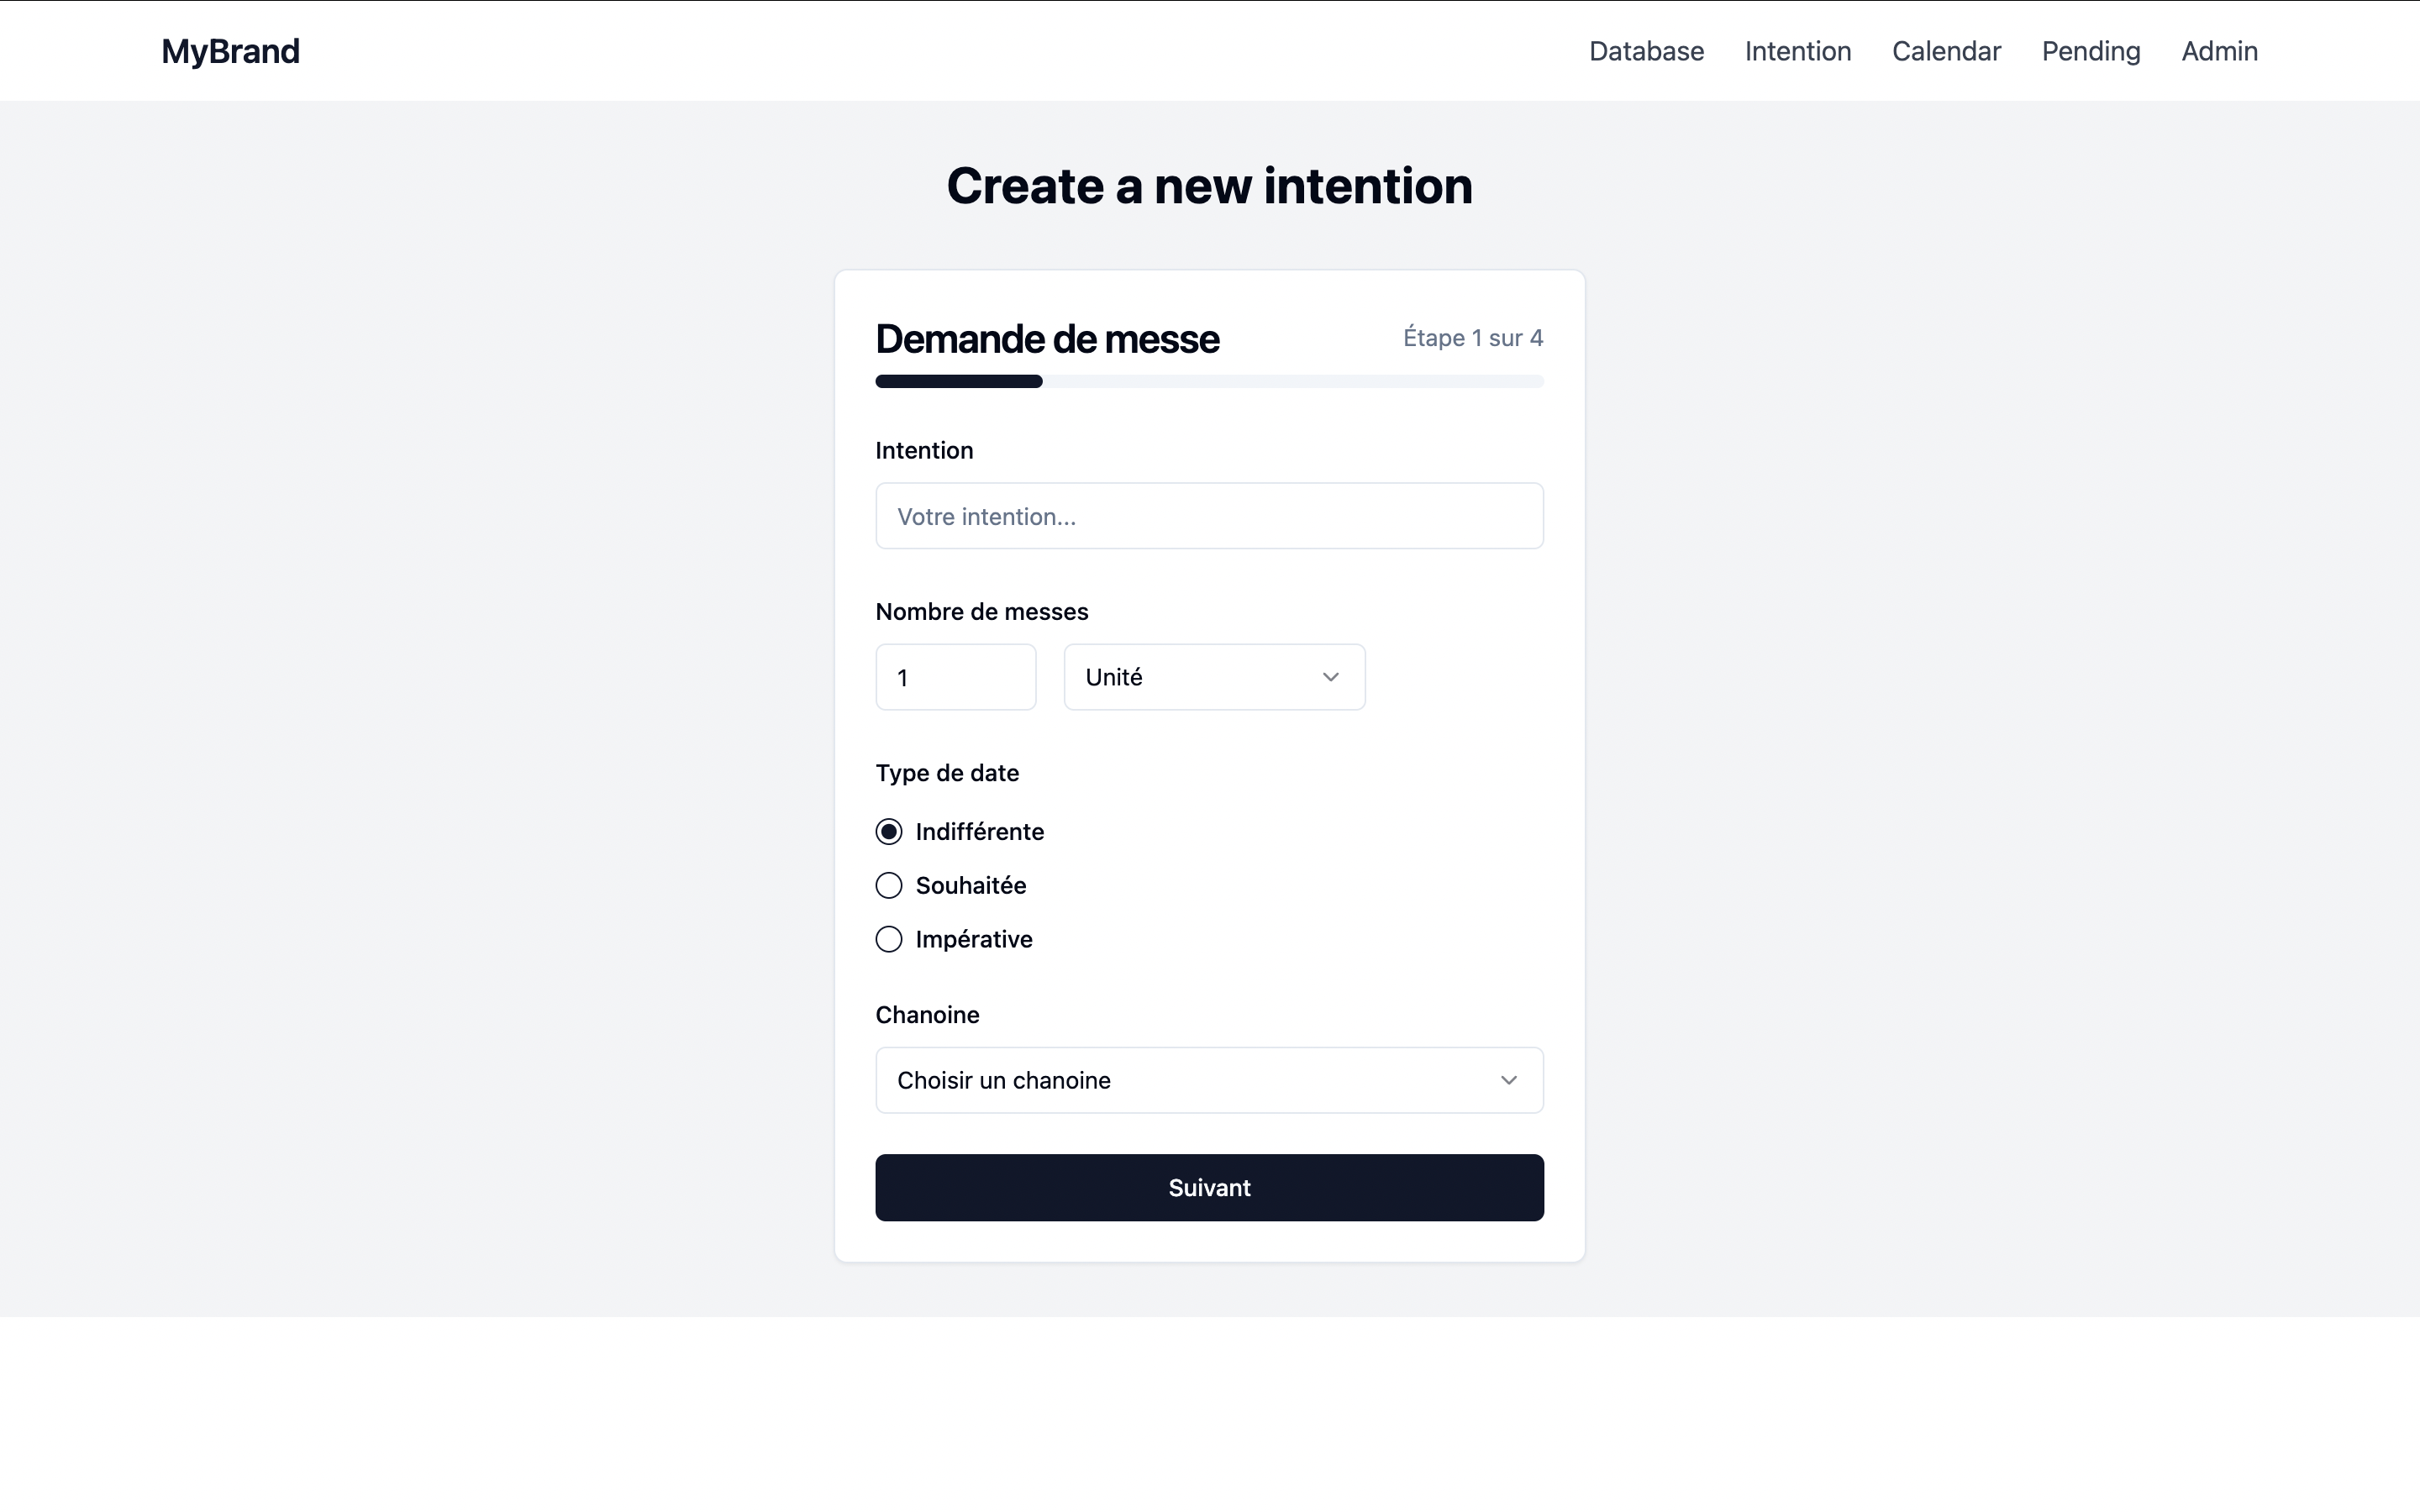 MyBrand
Database Intention Calendar Pending Admin
Create a new intention
Demande de messe
Étape 1 sur 4
Intention
Votre intention...
Nombre de messes
1
Unité
Type de date
Indifférente
Souhaitée
Impérative
Chanoine
Choisir un chanoine
Suivant